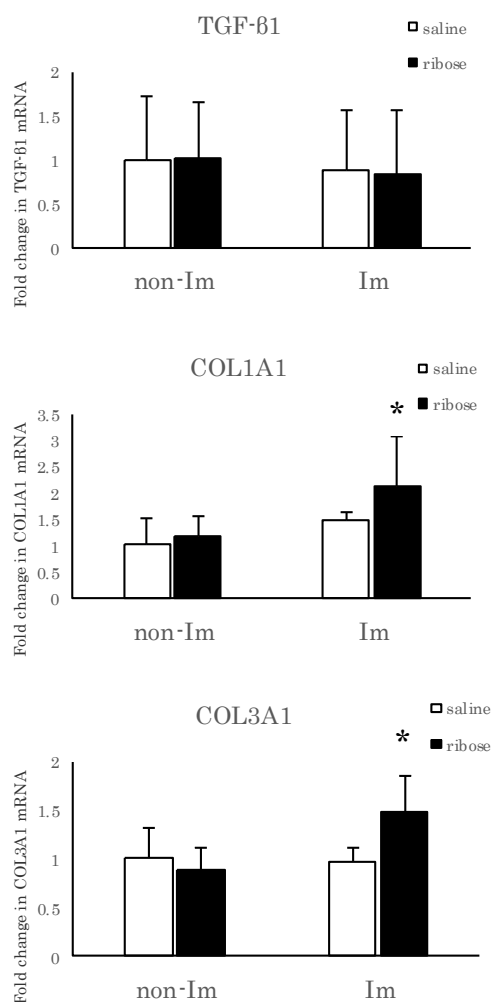 TGF-β1
saline
ribose
Fold change in TGF-β1 mRNA
2
1.5
1
0.5
0
non-Im Im
COL1A1
saline
ribose
*
Fold change in COL1A1 mRNA
3.5
3
2.5
2
1.5
1
0.5
0
non-Im Im
COL3A1
saline
ribose
*
Fold change in COL3A1 mRNA
2
1.5
1
0.5
0
non-Im Im